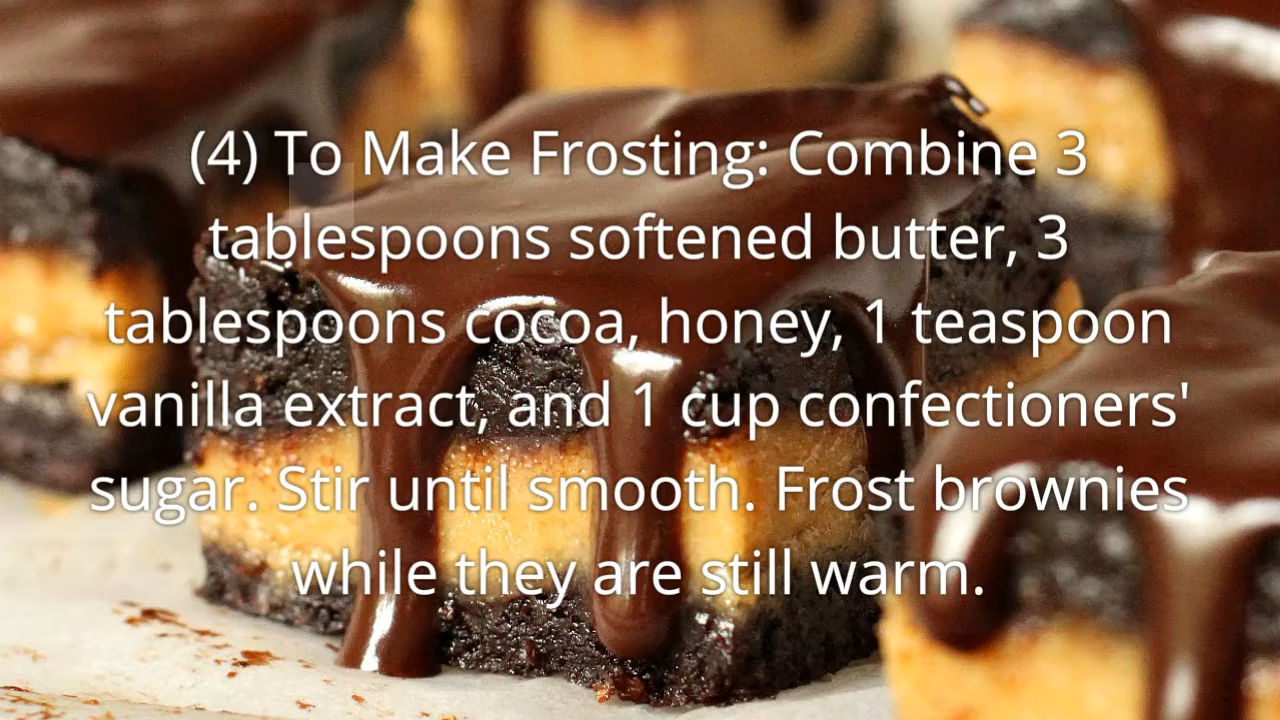 (4) To Make Frosting: Combine 3
tablespoons softened butter, 3
tablespoons cocoa, honey, 1 teaspoon
vanilla extract, and 1 cup confectioners'
sugar. Stir until smooth. Frost brownies
while they are still warm.